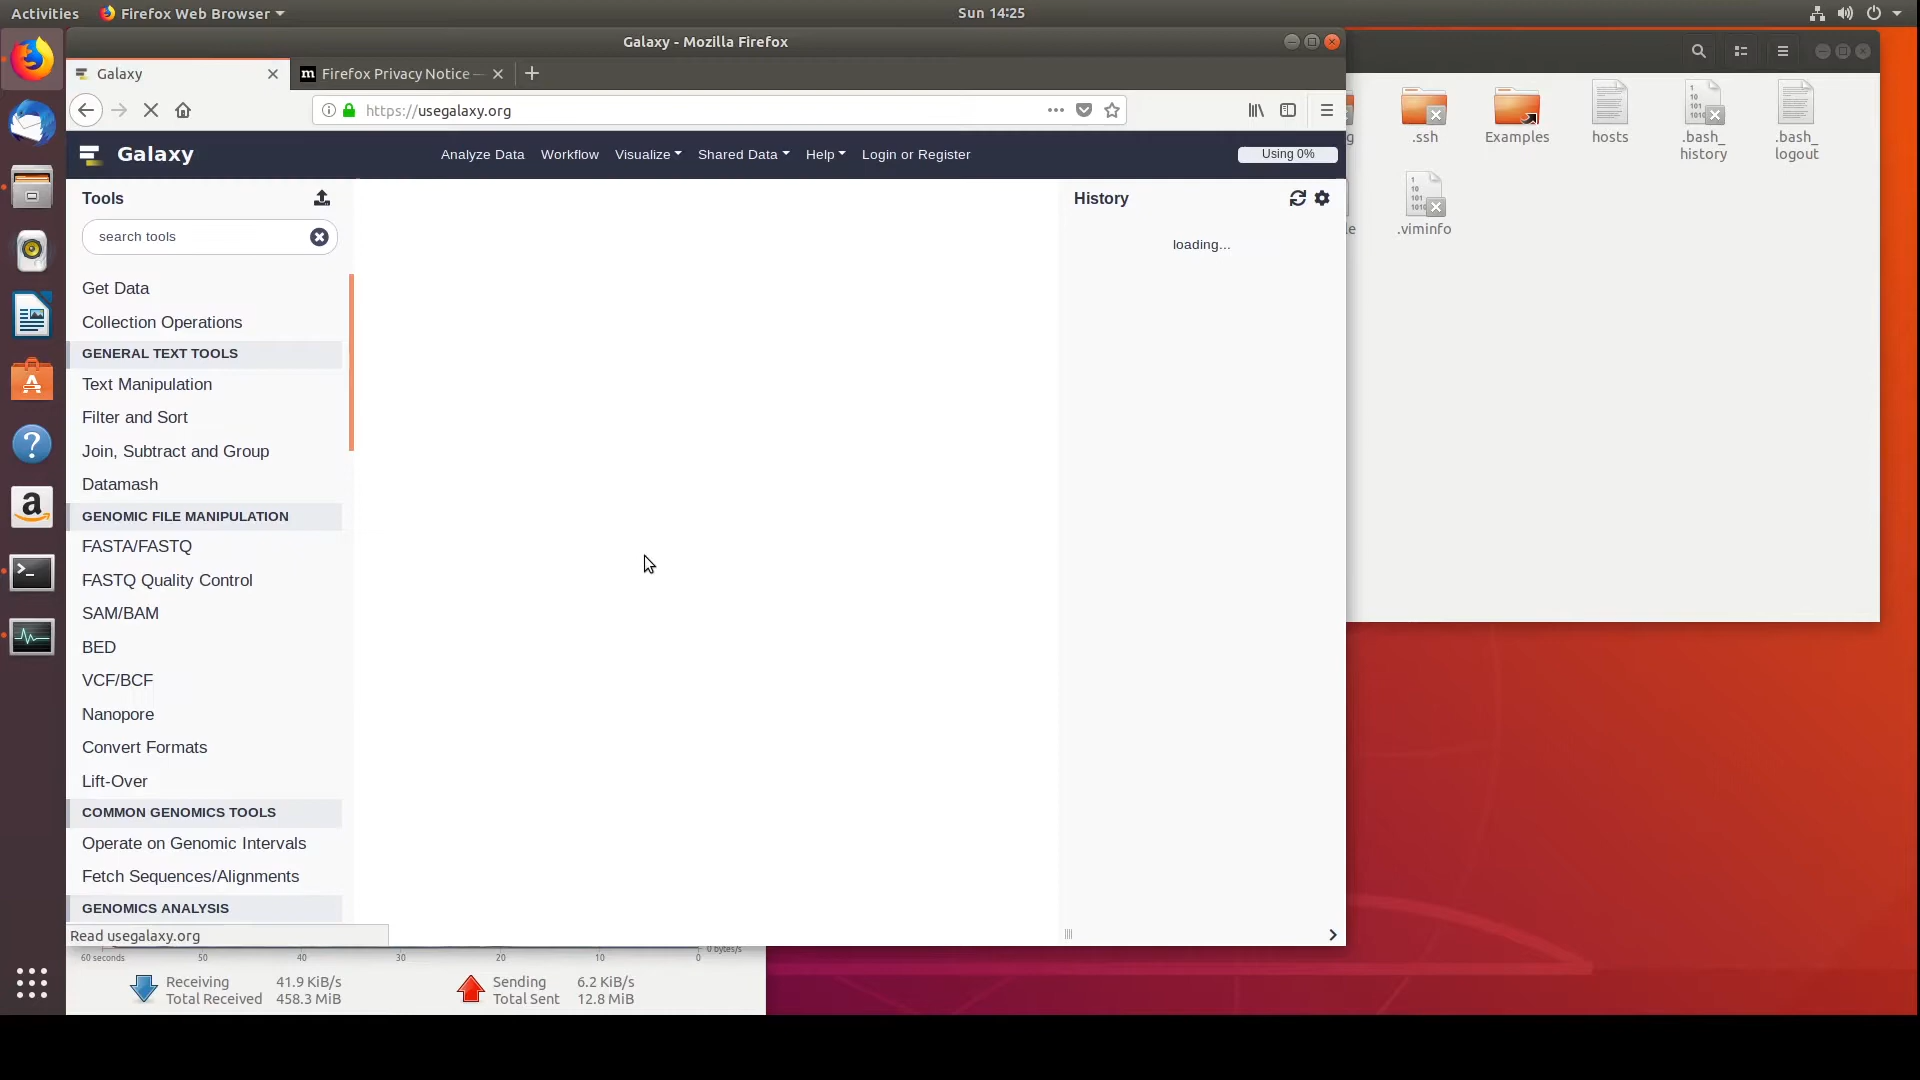 Activities
Firefox Web Browser
Sun 14:25
Galaxy - Mozilla Firefox
Galaxy
Firefox Privacy Notice —
https://usegalaxy.org
Galaxy
Analyze Data
Workflow
Visualize
Shared Data
Help
Login or Register
Using 0%
Tools
search tools
Get Data
Collection Operations
GENERAL TEXT TOOLS
Text Manipulation
Filter and Sort
Join, Subtract and Group
Datamash
GENOMIC FILE MANIPULATION
FASTA/FASTQ
FASTQ Quality Control
SAM/BAM
BED
VCF/BCF
Nanopore
Convert Formats
Lift-Over
COMMON GENOMICS TOOLS
Operate on Genomic Intervals
Fetch Sequences/Alignments
GENOMICS ANALYSIS
Read usegalaxy.org
History
loading...
.ssh
Examples
hosts
.bash_
history
.bash_
logout
.viminfo
60 seconds
50
40
30
20
10
0
0 bytes/s
Receiving 41.9 KiB/s
Total Received 458.3 MiB
Sending 6.2 KiB/s
Total Sent 12.8 MiB